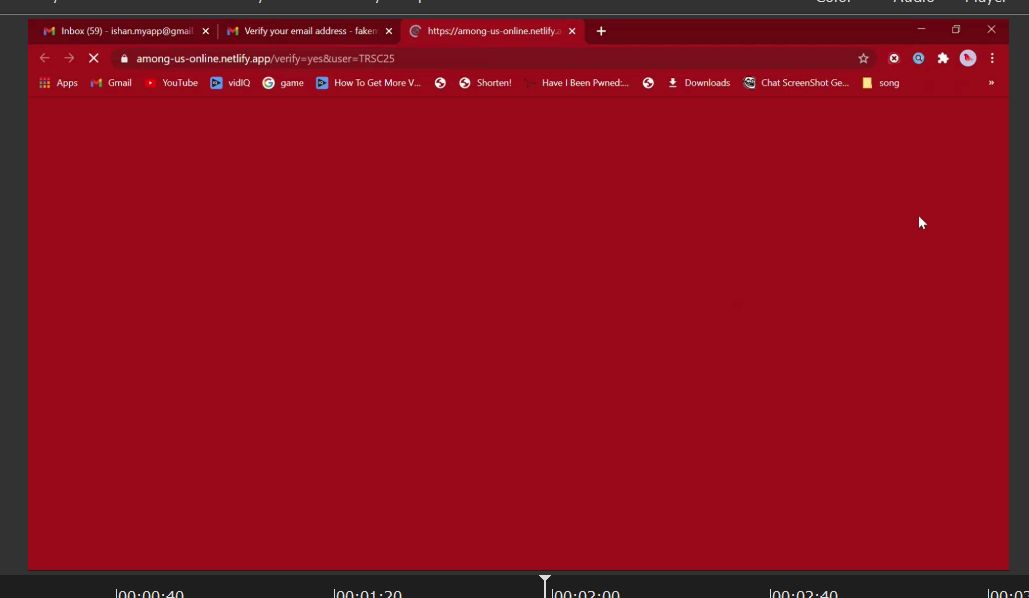 Color Audio Player
Inbox (59) - ishan.myapp@gmail Verify your email address - faken https://among-us-online.netlify.a
among-us-online.netlify.app/verify=yes&user=TRSC25
Apps Gmail YouTube vidIQ game How To Get More V... Shorten! Have I Been Pwned:... Downloads Chat ScreenShot Ge... song »
00:00:40 00:01:20 00:02:00 00:02:40